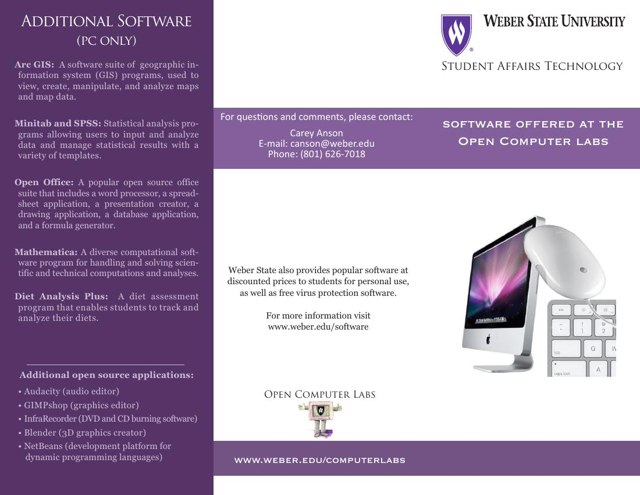 Additional Software
(PC ONLY)
Arc GIS: A software suite of geographic in-
formation system (GIS) programs, used to
view, create, manipulate, and analyze maps
and map data.
Minitab and SPSS: Statistical analysis pro-
grams allowing users to input and analyze
data and manage statistical results with a
variety of templates.
Open Office: A popular open source office
suite that includes a word processor, a spread-
sheet application, a presentation creator, a
drawing application, a database application,
and a formula generator.
Mathematica: A diverse computational soft-
ware program for handling and solving scien-
tific and technical computations and analyses.
Diet Analysis Plus: A diet assessment
program that enables students to track and
analyze their diets.
Additional open source applications:
• Audacity (audio editor)
• GIMPshop (graphics editor)
• InfraRecorder (DVD and CD burning software)
• Blender (3D graphics creator)
• NetBeans (development platform for
dynamic programming languages)
For questions and comments, please contact:
Carey Anson
E-mail: canson@weber.edu
Phone: (801) 626-7018
Weber State also provides popular software at
discounted prices to students for personal use,
as well as free virus protection software.
For more information visit
www.weber.edu/software
Open Computer Labs
www.weber.edu/computerlabs
Weber State University
Student Affairs Technology
software offered at the
Open Computer labs